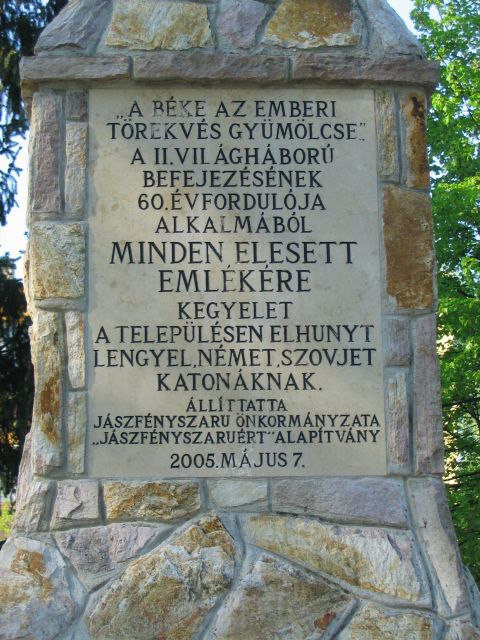 „A BÉKE AZ EMBERI
TÖREKVÉS GYÜMÖLCSE”.
A II. VILÁGHÁBORÚ
BEFEJEZÉSÉNEK
60. ÉVFORDULÓJA
ALKALMÁBÓL
MINDEN ELESETT
EMLÉKÉRE
KEGYELET
A TELEPÜLÉSEN ELHUNYT
LENGYEL, NÉMET, SZOVJET
KATONÁKNAK.
ÁLLÍTTATTA
JÁSZFÉNYSZARU ÖNKORMÁNYZATA
„JÁSZFÉNYSZARUÉRT” ALAPÍTVÁNY
2005. MÁJUS 7.